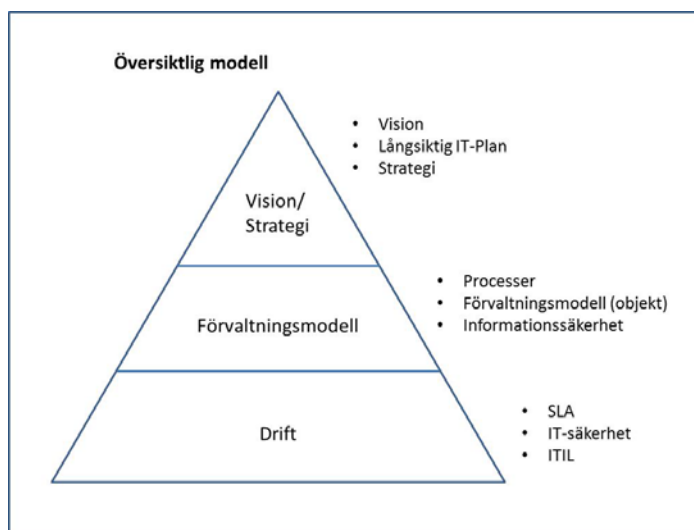 Översiktlig modell
• Vision
• Långsiktig IT-Plan
• Strategi
Vision/
Strategi
• Processer
• Förvaltningsmodell (objekt)
• Informationssäkerhet
Förvaltningsmodell
• SLA
• IT-säkerhet
• ITIL
Drift